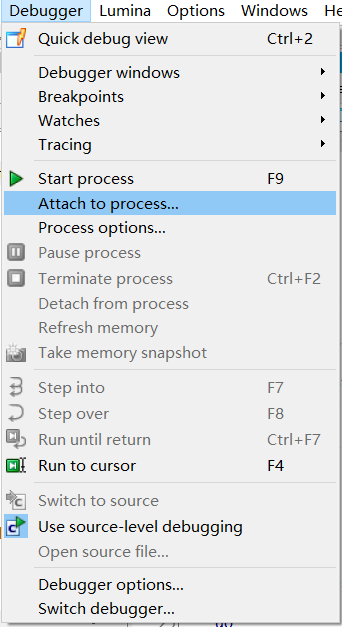 Debugger Lumina Options Windows He
Quick debug view Ctrl+2
Debugger windows
Breakpoints
Watches
Tracing
Start process F9
Attach to process...
Process options...
Pause process
Terminate process Ctrl+F2
Detach from process
Refresh memory
Take memory snapshot
Step into F7
Step over F8
Run until return Ctrl+F7
Run to cursor F4
Switch to source
Use source-level debugging
Open source file...
Debugger options...
Switch debugger...